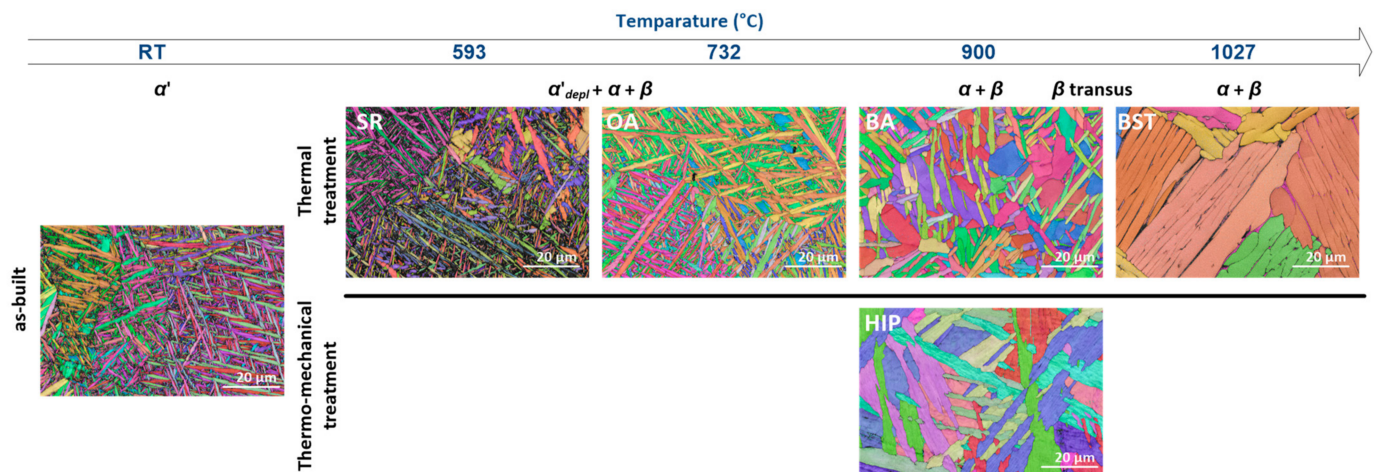 Temparature (°C)
RT 593 732 900 1027
α' α'depl + α + β α + β β transus α + β
Thermal
treatment
SR OA BA BST
20 μm 20 μm 20 μm 20 μm
as-built
20 μm
Thermo-mechanical
treatment
HIP
20 μm